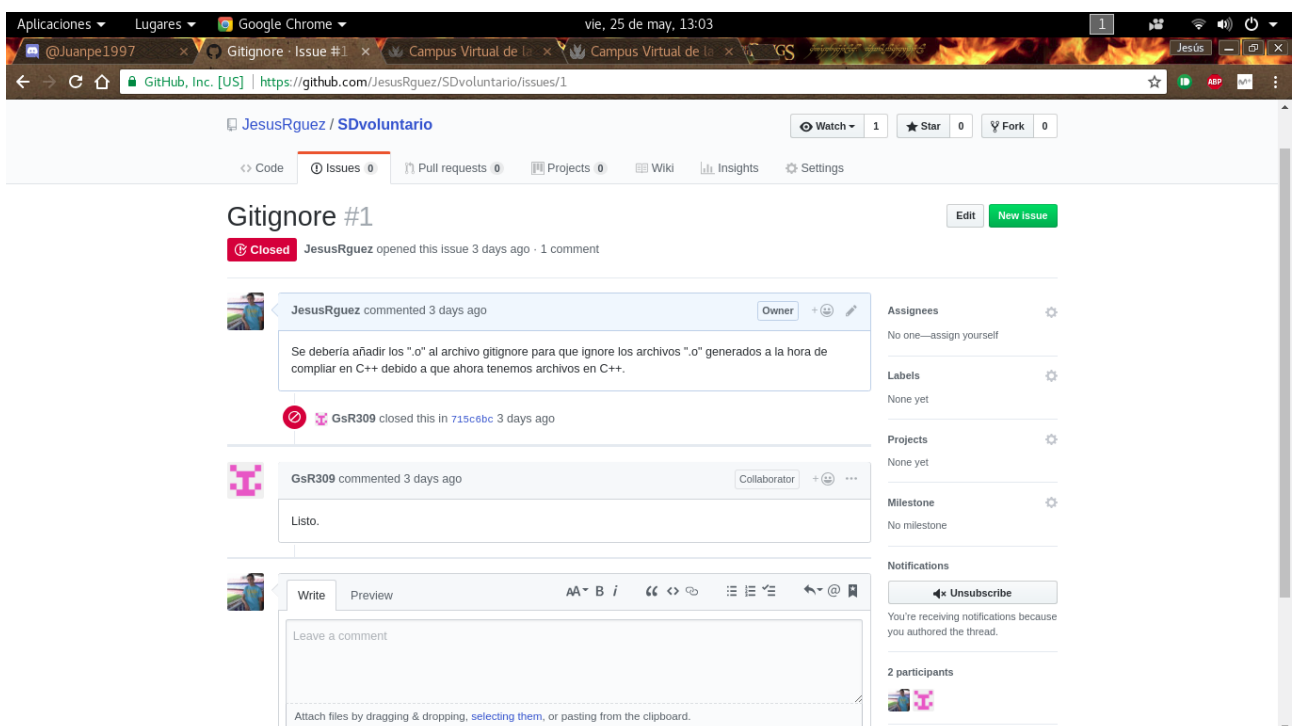 Aplicaciones Lugares Google Chrome vie, 25 de may, 13:03 1
@Juanpe1997 Gitignore · Issue #1 Campus Virtual de la Campus Virtual de la Jesús
GitHub, Inc. [US] https://github.com/JesusRguez/SDvoluntario/issues/1 ABP
JesusRguez / SDvoluntario Watch 1 Star 0 Fork 0
Code Issues 0 Pull requests 0 Projects 0 Wiki Insights Settings
Gitignore #1 Edit New issue
Closed JesusRguez opened this issue 3 days ago · 1 comment
JesusRguez commented 3 days ago Owner
Se debería añadir los ".o" al archivo gitignore para que ignore los archivos ".o" generados a la hora de
compliar en C++ debido a que ahora tenemos archivos en C++.
GsR309 closed this in 715c6bc 3 days ago
GsR309 commented 3 days ago Collaborator
Listo.
Write Preview AA B i
Leave a comment
Attach files by dragging & dropping, selecting them, or pasting from the clipboard.
Assignees
No one—assign yourself
Labels
None yet
Projects
None yet
Milestone
No milestone
Notifications
Unsubscribe
You're receiving notifications because
you authored the thread.
2 participants